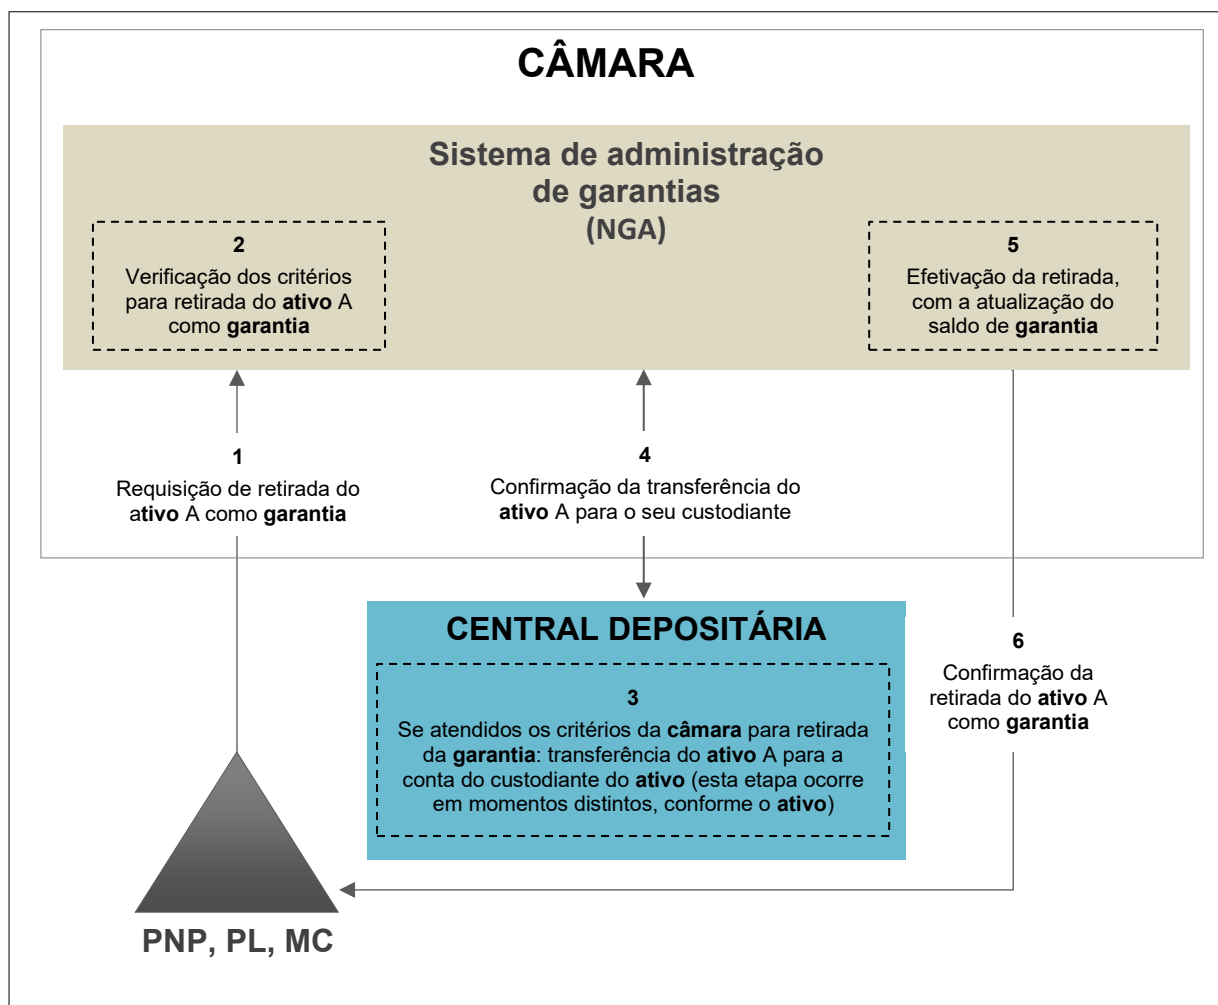 CÂMARA
Sistema de administração
de garantias
(NGA)
2
Verificação dos critérios
para retirada do ativo A
como garantia
5
Efetivação da retirada,
com a atualização do
saldo de garantia
1
Requisição de retirada do
ativo A como garantia
4
Confirmação da transferência do
ativo A para o seu custodiante
CENTRAL DEPOSITÁRIA
3
Se atendidos os critérios da câmara para retirada
da garantia: transferência do ativo A para a
conta do custodiante do ativo (esta etapa ocorre
em momentos distintos, conforme o ativo)
6
Confirmação da
retirada do ativo A
como garantia
PNP, PL, MC